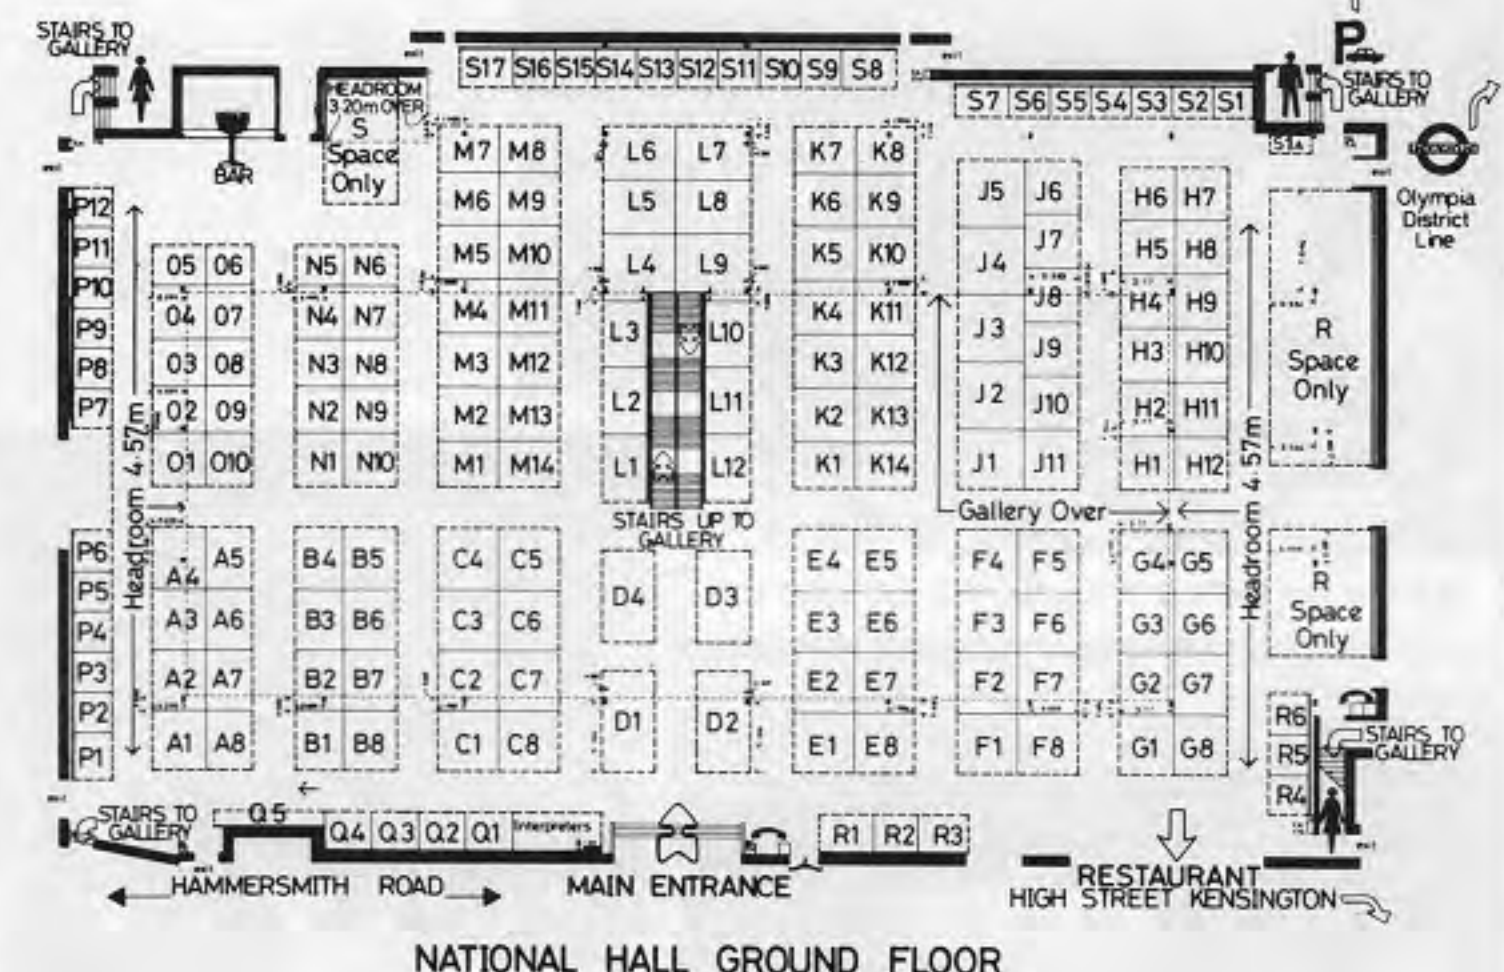 STAIRS TO
GALLERY
P
S17 S16 S15 S14 S13 S12 S11 S10 S9 S8
S7 S6 S5 S4 S3 S2 S1
STAIRS TO
GALLERY
HEADROOM
3.20m OVER
S
Space
Only
BAR
S1A
Olympia
District
Line
P12
P11
P10
P9
P8
P7
Headroom 4.57m
O5 O6
O4 O7
O3 O8
O2 O9
O1 O10
N5 N6
N4 N7
N3 N8
N2 N9
N1 N10
M7 M8
M6 M9
M5 M10
M4 M11
M3 M12
M2 M13
M1 M14
L6 L7
L5 L8
L4 L9
L3 L10
L2 L11
L1 L12
STAIRS UP TO
GALLERY
K7 K8
K6 K9
K5 K10
K4 K11
K3 K12
K2 K13
K1 K14
J5 J6
J7
J4
J8
J3
J9
J2 J10
J1 J11
H6 H7
H5 H8
H4 H9
H3 H10
H2 H11
H1 H12
Headroom 4.57m
R
Space
Only
Gallery Over
P6
P5
P4
P3
P2
P1
A5
A4
A3 A6
A2 A7
A1 A8
B4 B5
B3 B6
B2 B7
B1 B8
C4 C5
C3 C6
C2 C7
C1 C8
D4 D3
D1 D2
E4 E5
E3 E6
E2 E7
E1 E8
F4 F5
F3 F6
F2 F7
F1 F8
G4 G5
G3 G6
G2 G7
G1 G8
R
Space
Only
R6
R5
R4
STAIRS TO
GALLERY
STAIRS TO
GALLERY
Q5
Q4 Q3 Q2 Q1 Interpreters
R1 R2 R3
HAMMERSMITH ROAD
MAIN ENTRANCE
RESTAURANT
HIGH STREET KENSINGTON
NATIONAL HALL GROUND FLOOR